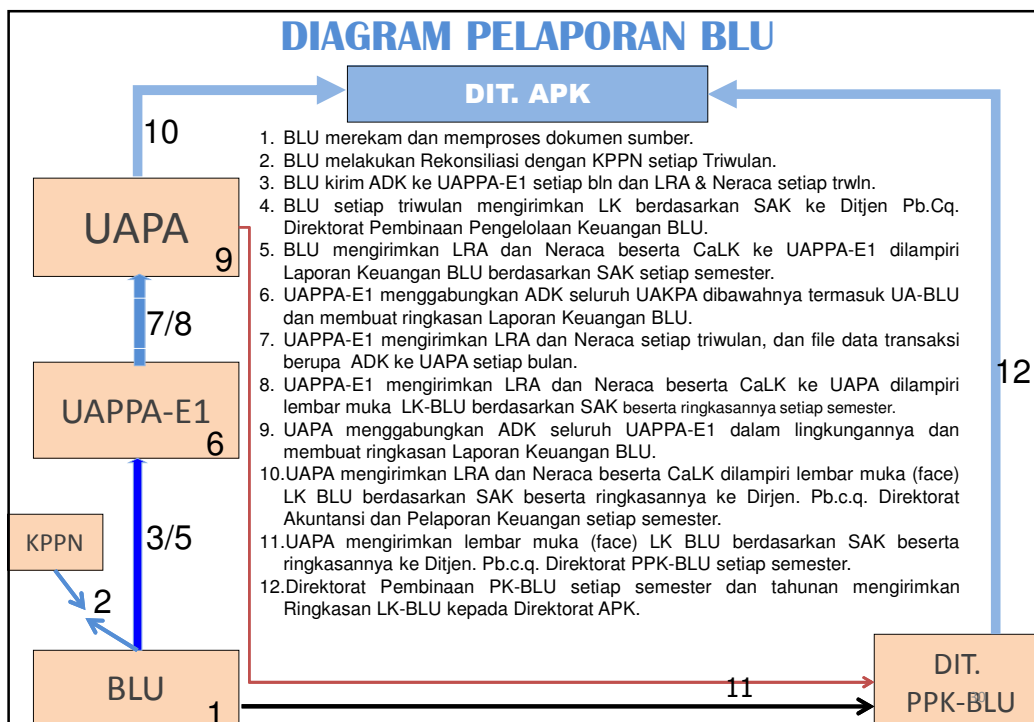 DIAGRAM PELAPORAN BLU
DIT. APK
10
1. BLU merekam dan memproses dokumen sumber.
2. BLU melakukan Rekonsiliasi dengan KPPN setiap Triwulan.
3. BLU kirim ADK ke UAPPA-E1 setiap bln dan LRA & Neraca setiap trwln.
4. BLU setiap triwulan mengirimkan LK berdasarkan SAK ke Ditjen Pb.Cq.
Direktorat Pembinaan Pengelolaan Keuangan BLU.
5. BLU mengirimkan LRA dan Neraca beserta CaLK ke UAPPA-E1 dilampiri
Laporan Keuangan BLU berdasarkan SAK setiap semester.
6. UAPPA-E1 menggabungkan ADK seluruh UAKPA dibawahnya termasuk UA-BLU
dan membuat ringkasan Laporan Keuangan BLU.
7. UAPPA-E1 mengirimkan LRA dan Neraca setiap triwulan, dan file data transaksi
berupa ADK ke UAPA setiap bulan.
8. UAPPA-E1 mengirimkan LRA dan Neraca beserta CaLK ke UAPA dilampiri
lembar muka LK-BLU berdasarkan SAK beserta ringkasannya setiap semester.
9. UAPA menggabungkan ADK seluruh UAPPA-E1 dalam lingkungannya dan
membuat ringkasan Laporan Keuangan BLU.
10.UAPA mengirimkan LRA dan Neraca beserta CaLK dilampiri lembar muka (face)
LK BLU berdasarkan SAK beserta ringkasannya ke Dirjen. Pb.c.q. Direktorat
Akuntansi dan Pelaporan Keuangan setiap semester.
11.UAPA mengirimkan lembar muka (face) LK BLU berdasarkan SAK beserta
ringkasannya ke Ditjen. Pb.c.q. Direktorat PPK-BLU setiap semester.
12.Direktorat Pembinaan PK-BLU setiap semester dan tahunan mengirimkan
Ringkasan LK-BLU kepada Direktorat APK.
UAPA
9
7/8
UAPPA-E1
6
12
KPPN
3/5
2
BLU
1
11
DIT.
PPK-BLU